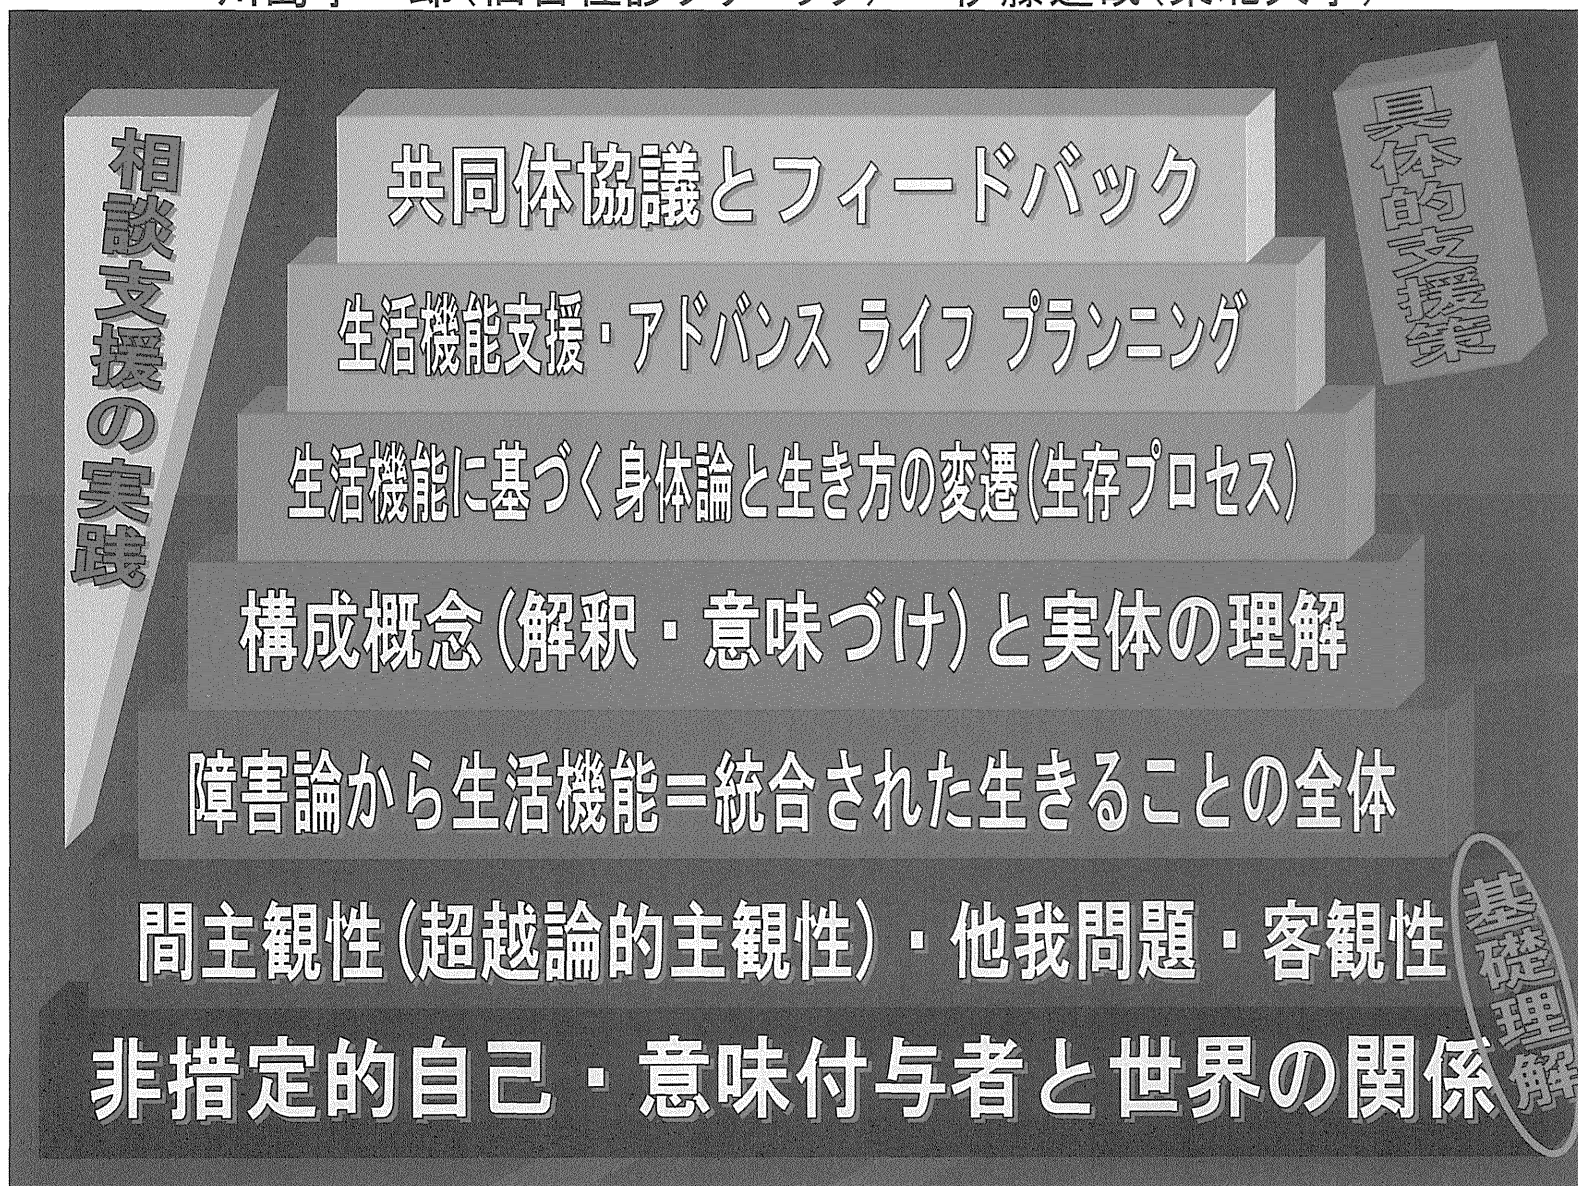 相談支援の実践
具体的支援策
共同体協議とフィードバック
生活機能支援・アドバンス ライフ プランニング
生活機能に基づく身体論と生き方の変遷(生存プロセス)
構成概念(解釈・意味づけ)と実体の理解
障害論から生活機能=統合された生きることの全体
間主観性(超越論的主観性)・他我問題・客観性
非措定的自己・意味付与者と世界の関係
基礎理解